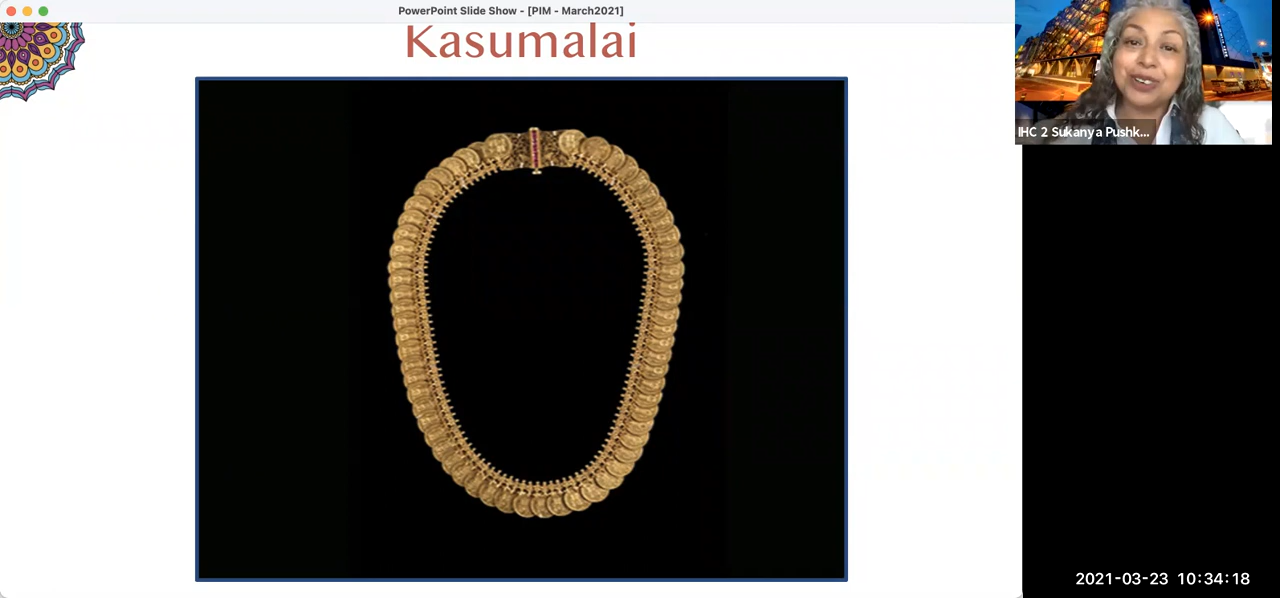 PowerPoint Slide Show - [PIM - March2021]
Kasumalai
IHC 2 Sukanya Pushk...
2021-03-23 10:34:18